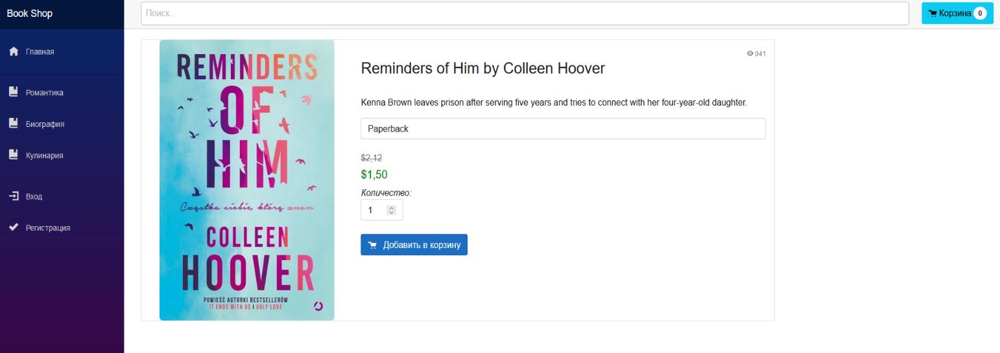 Book Shop
Поиск...
Корзина 0
Главная
Романтика
Биография
Кулинария
Вход
Регистрация
REMINDERS
OF
HIM
Cząstka ciebie, którą znam
COLLEEN
HOOVER
POWIEŚĆ AUTORKI BESTSELLERÓW
IT ENDS WITH US I UGLY LOVE
041
Reminders of Him by Colleen Hoover
Kenna Brown leaves prison after serving five years and tries to connect with her four-year-old daughter.
Paperback
$2,12
$1,50
Количество:
1
Добавить в корзину